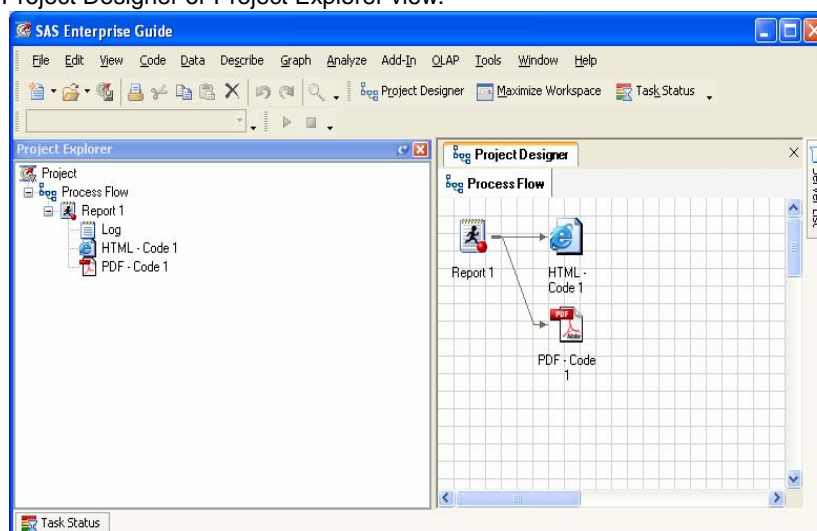 Project Designer or Project Explorer view.
SAS Enterprise Guide
File Edit View Code Data Describe Graph Analyze Add-In OLAP Tools Window Help
Project Designer Maximize Workspace Task Status
Project Explorer
Project
Process Flow
Report 1
Log
HTML - Code 1
PDF - Code 1
Project Designer
Process Flow
Report 1
HTML -
Code 1
PDF
Adobe
PDF - Code
1
Task Status